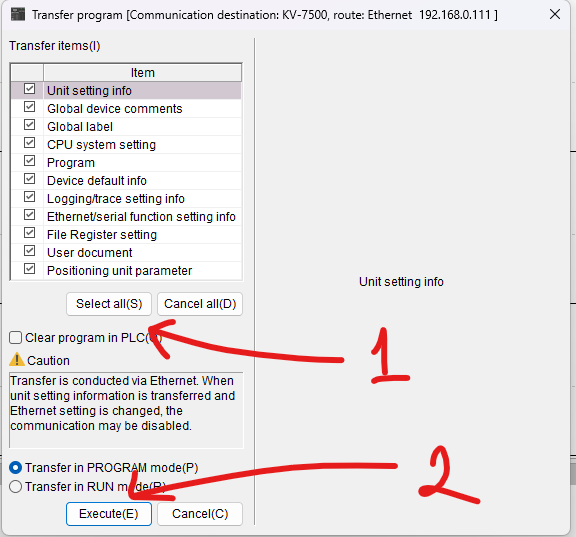 Transfer program [Communication destination: KV-7500, route: Ethernet 192.168.0.111 ]
Transfer items(I)
Item
Unit setting info
Global device comments
Global label
CPU system setting
Program
Device default info
Logging/trace setting info
Ethernet/serial function setting info
File Register setting
User document
Positioning unit parameter
Unit setting info
Select all(S) Cancel all(D)
Clear program in PLC
1
Caution
Transfer is conducted via Ethernet. When
unit setting information is transferred and
Ethernet setting is changed, the
communication may be disabled.
Transfer in PROGRAM mode(P)
2
Transfer in RUN mode(R)
Execute(E) Cancel(C)